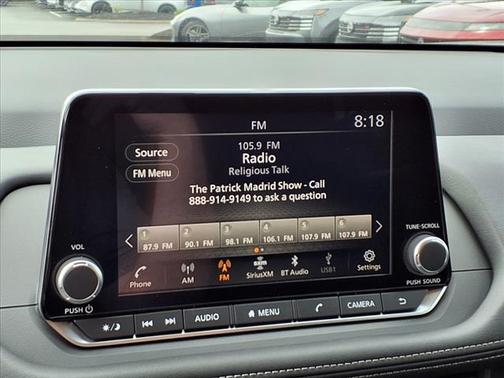 FM
8:18
Source
105.9 FM
Radio
FM Menu
Religious Talk
The Patrick Madrid Show - Call
888-914-9149 to ask a question
1 2 3 4 5 6
87.9 FM 90.1 FM 98.1 FM 106.1 FM 107.9 FM 107.9 FM
Phone AM FM SiriusXM BT Audio USB1 Settings
VOL
PUSH
TUNE-SCROLL
PUSH SOUND
AUDIO MENU CAMERA